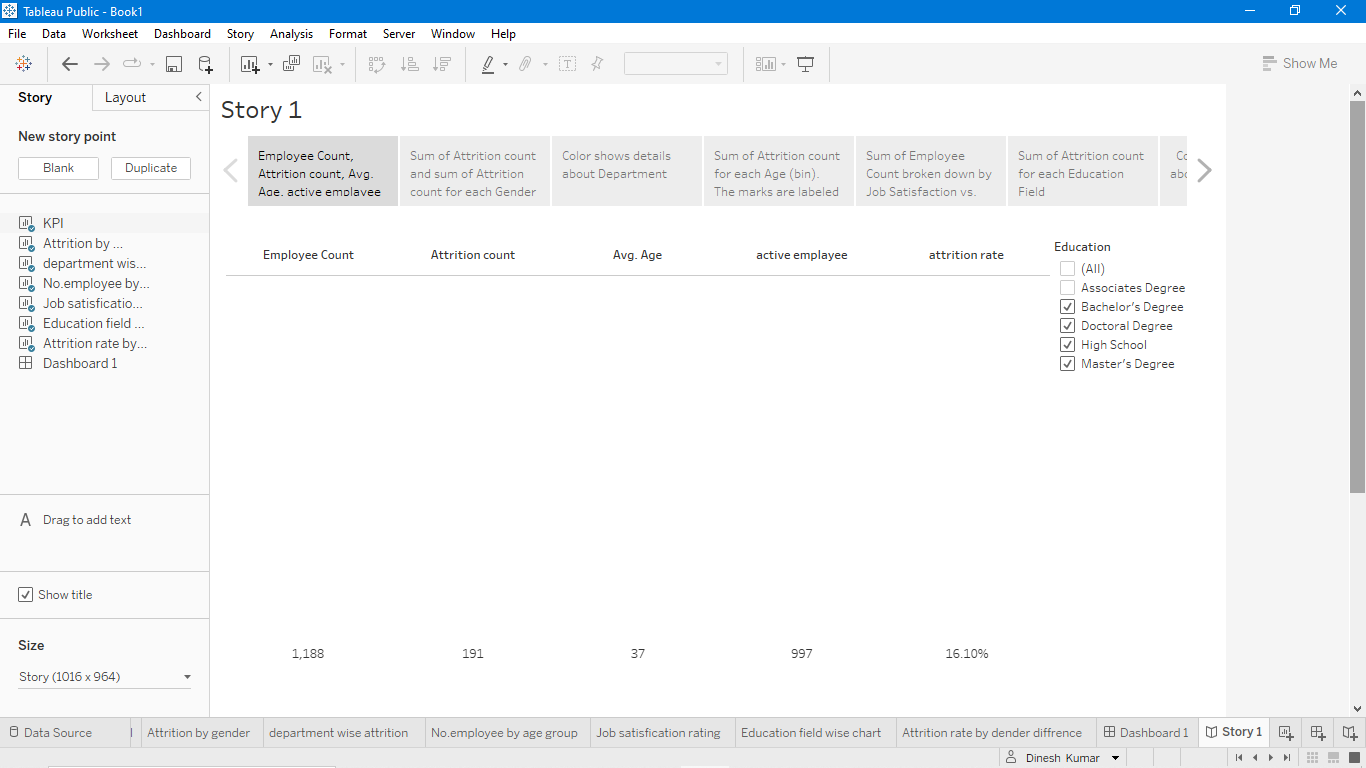 Tableau Public - Book1
File Data Worksheet Dashboard Story Analysis Format Server Window Help
Show Me
Story Layout
New story point
Blank Duplicate
KPI
Attrition by ...
department wis...
No.employee by...
Job satisficatio...
Education field ...
Attrition rate by...
Dashboard 1
A Drag to add text
Show title
Size
Story (1016 x 964)
Story 1
Employee Count,
Attrition count, Avg.
Age, active emplayee
Sum of Attrition count
and sum of Attrition
count for each Gender
Color shows details
about Department
Sum of Attrition count
for each Age (bin).
The marks are labeled
Sum of Employee
Count broken down by
Job Satisfaction vs.
Sum of Attrition count
for each Education
Field
Co
abo
Employee Count Attrition count Avg. Age active emplayee attrition rate
1,188 191 37 997 16.10%
Education
(All)
Associates Degree
Bachelor's Degree
Doctoral Degree
High School
Master's Degree
Data Source Attrition by gender department wise attrition No.employee by age group Job satisfication rating Education field wise chart Attrition rate by dender diffrence Dashboard 1 Story 1
Dinesh Kumar